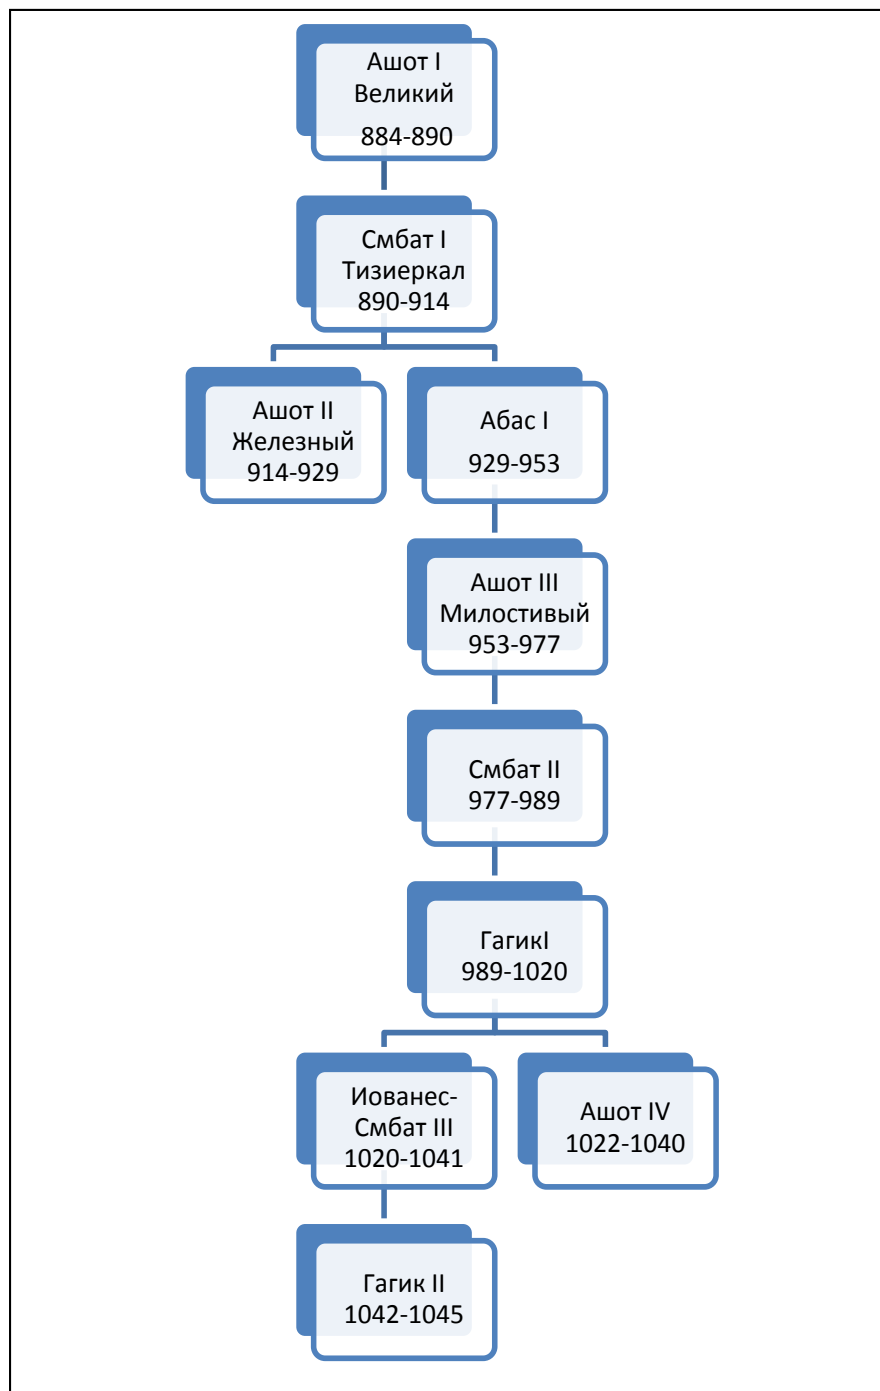 Ашот I
Великий
884-890
Смбат I
Тизиеркал
890-914
Ашот II
Железный
914-929
Абас I
929-953
Ашот III
Милостивый
953-977
Смбат II
977-989
ГагикI
989-1020
Иованес-
Смбат III
1020-1041
Ашот IV
1022-1040
Гагик II
1042-1045